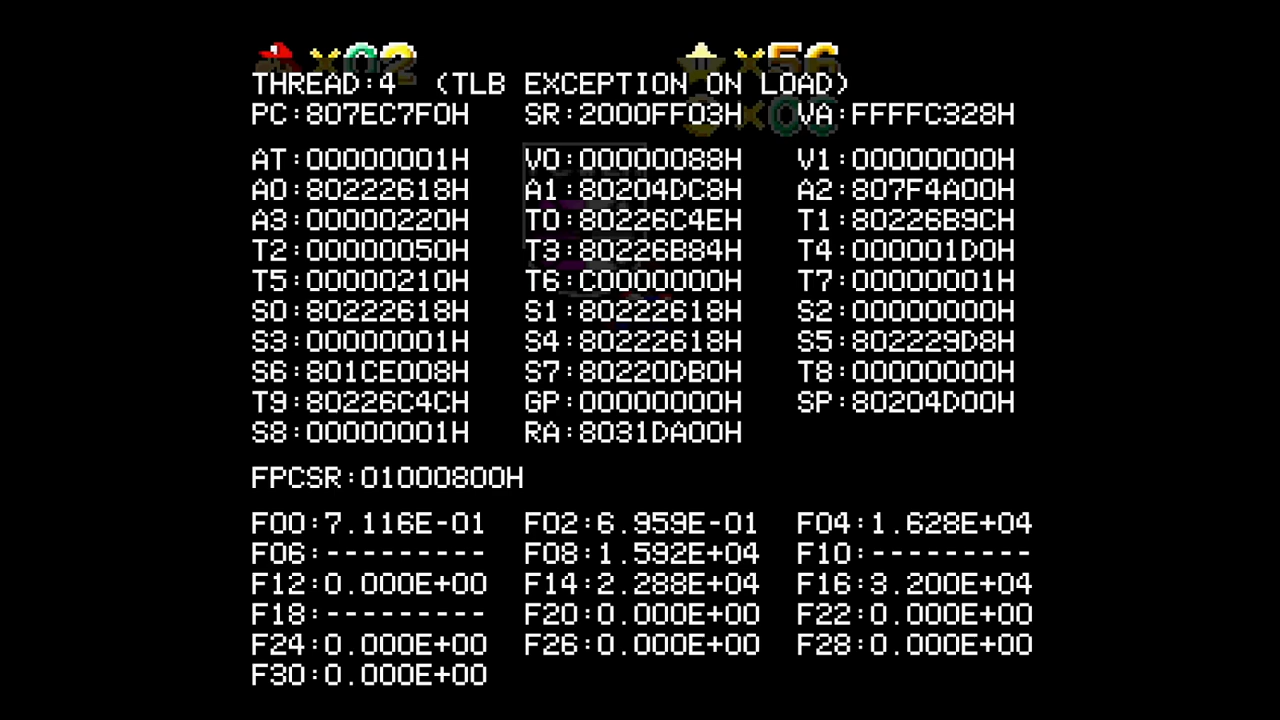 ×02 ×56
THREAD:4 (TLB EXCEPTION ON LOAD)
PC:807EC7F0H SR:2000FF03H VA:FFFFC328H
AT:00000001H V0:00000088H V1:00000000H
A0:80222618H A1:80204DC8H A2:807F4A00H
A3:00000220H T0:80226C4EH T1:80226B9CH
T2:00000050H T3:80226B84H T4:000001D0H
T5:00000210H T6:C0000000H T7:00000001H
S0:80222618H S1:80222618H S2:00000000H
S3:00000001H S4:80222618H S5:802229D8H
S6:801CE008H S7:80220DB0H T8:00000000H
T9:80226C4CH GP:00000000H SP:80204D00H
S8:00000001H RA:8031DA00H
FPCSR:01000800H
F00:7.116E-01 F02:6.959E-01 F04:1.628E+04
F06:--------- F08:1.592E+04 F10:---------
F12:0.000E+00 F14:2.288E+04 F16:3.200E+04
F18:--------- F20:0.000E+00 F22:0.000E+00
F24:0.000E+00 F26:0.000E+00 F28:0.000E+00
F30:0.000E+00